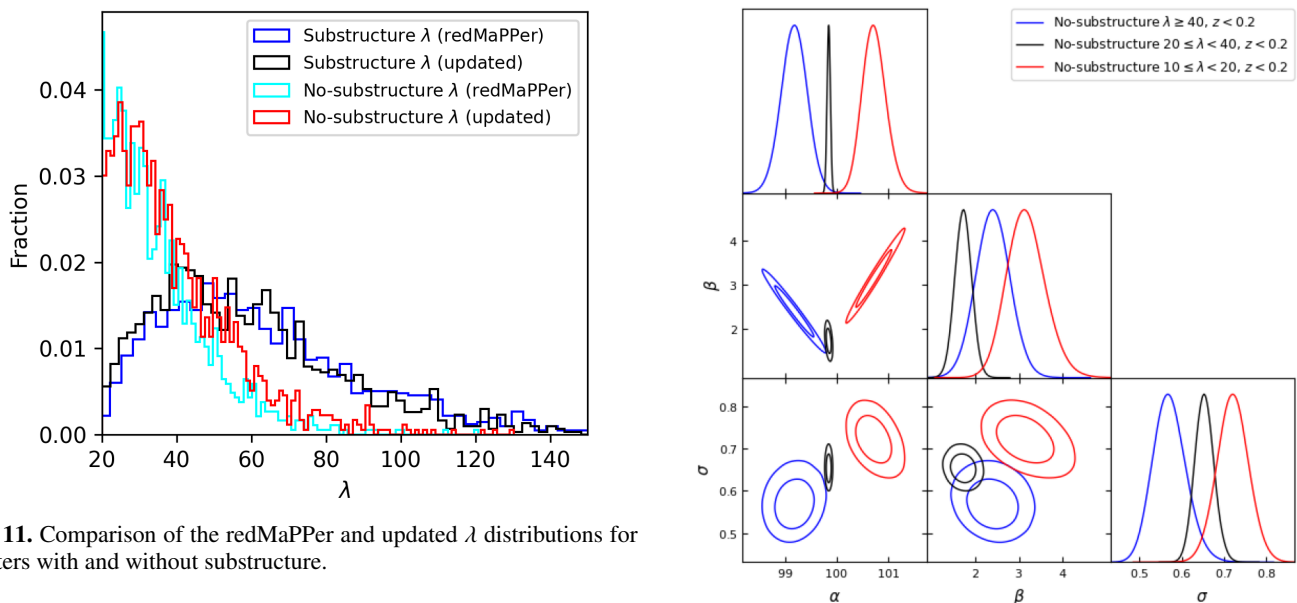 Substructure λ (redMaPPer)
Substructure λ (updated)
No-substructure λ (redMaPPer)
No-substructure λ (updated)
Fraction
0.04
0.03
0.02
0.01
0.00
20 40 60 80 100 120 140
λ
11. Comparison of the redMaPPer and updated λ distributions for
ters with and without substructure.
No-substructure λ ≥ 40, z < 0.2
No-substructure 20 ≤ λ < 40, z < 0.2
No-substructure 10 ≤ λ < 20, z < 0.2
β
4
3
2
σ
0.8
0.7
0.6
0.5
99 100 101
α
2 3 4
β
0.5 0.6 0.7 0.8
σ